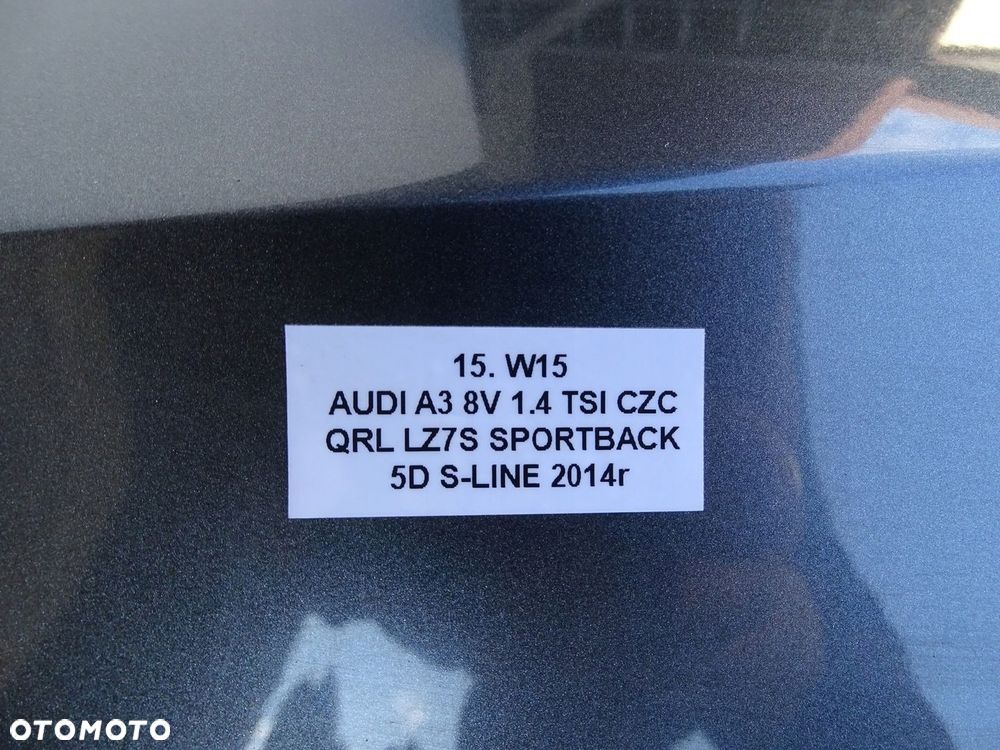 15. W15
AUDI A3 8V 1.4 TSI CZC
QRL LZ7S SPORTBACK
5D S-LINE 2014r
OTOMOTO